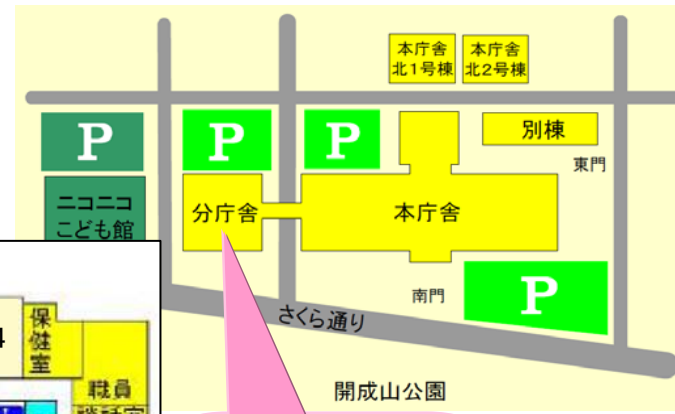 本庁舎
北1号棟
本庁舎
北2号棟
P
P
P
別棟
東門
ニコニコ
こども館
分庁舎
本庁舎
南門
P
さくら通り
開成山公園
4
保
健
室
職員